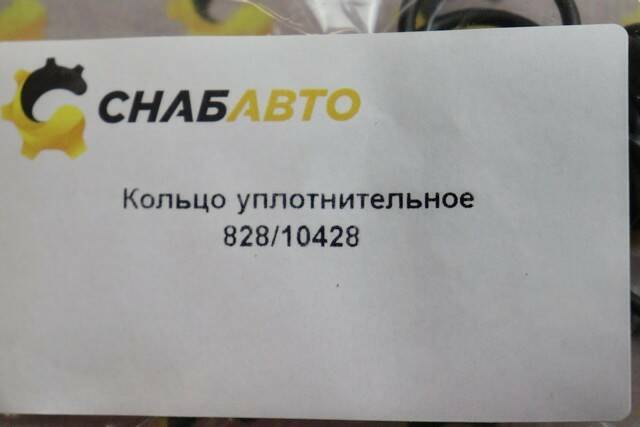 СНАБАВТО
Кольцо уплотнительное
828/10428